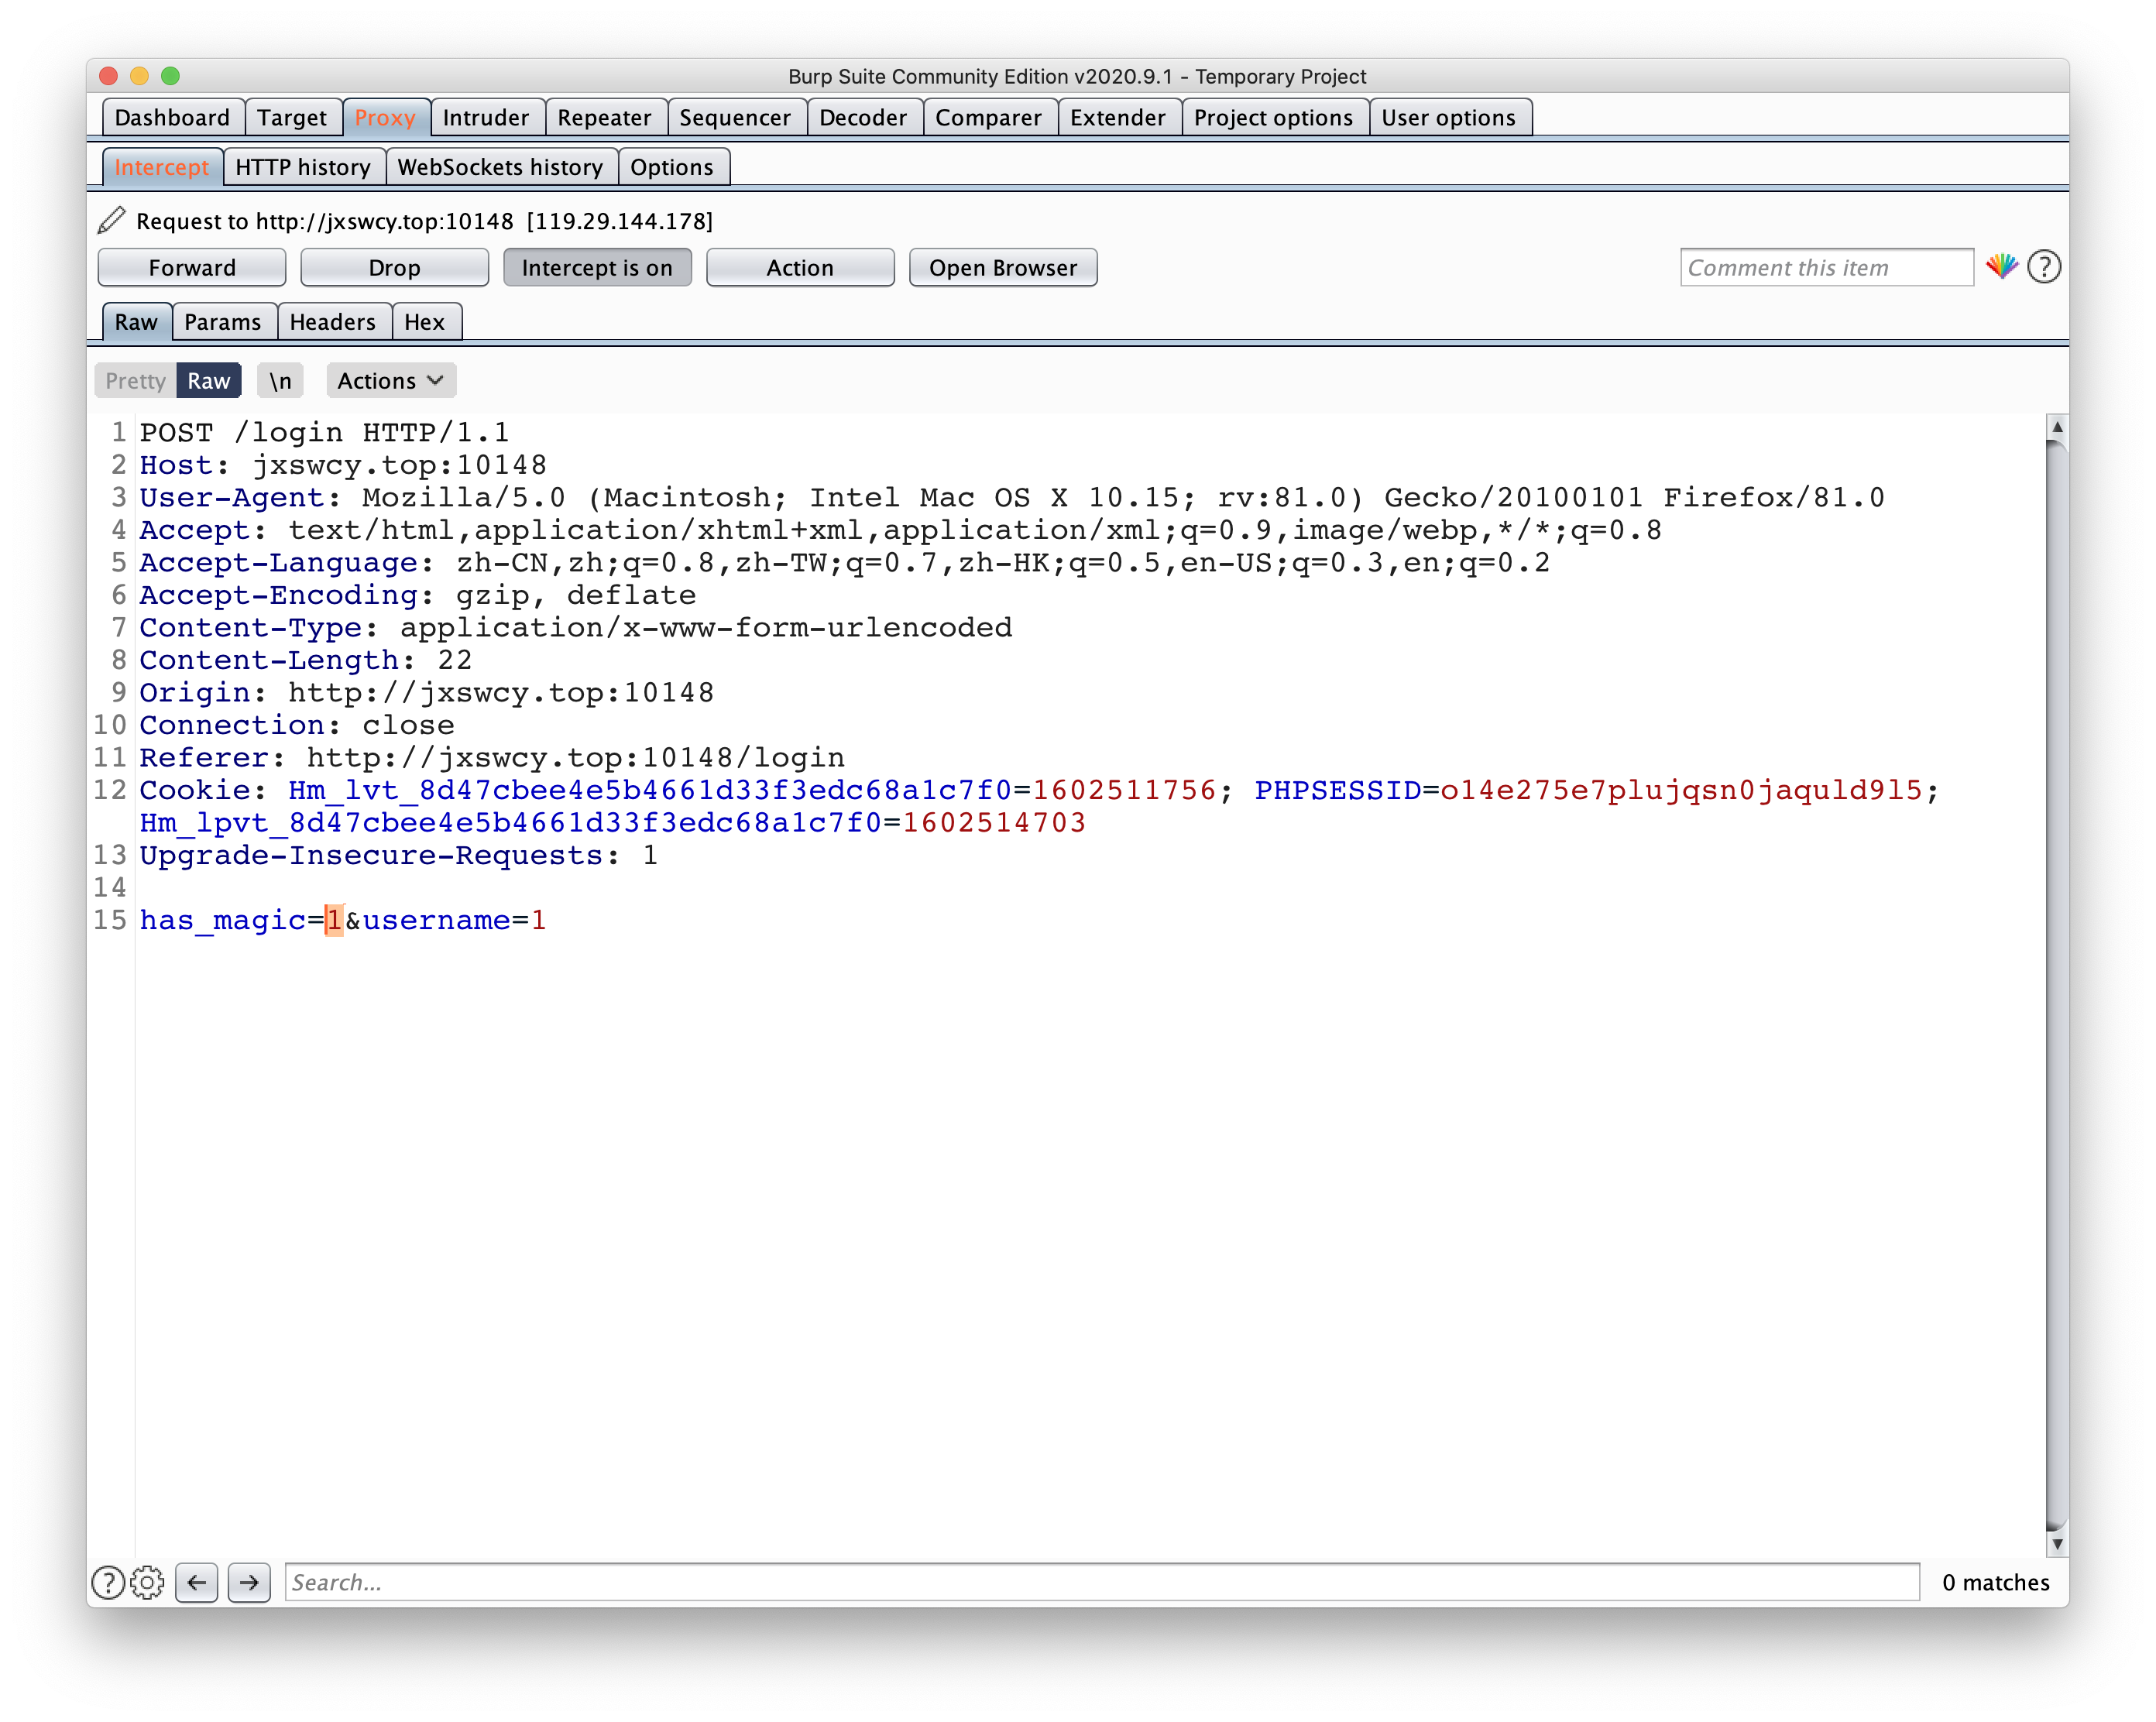 Burp Suite Community Edition v2020.9.1 - Temporary Project
Dashboard Target Proxy Intruder Repeater Sequencer Decoder Comparer Extender Project options User options
Intercept HTTP history WebSockets history Options
Request to http://jxswcy.top:10148 [119.29.144.178]
Forward Drop Intercept is on Action Open Browser Comment this item ?
Raw Params Headers Hex
Pretty Raw \n Actions
1 POST /login HTTP/1.1
2 Host: jxswcy.top:10148
3 User-Agent: Mozilla/5.0 (Macintosh; Intel Mac OS X 10.15; rv:81.0) Gecko/20100101 Firefox/81.0
4 Accept: text/html,application/xhtml+xml,application/xml;q=0.9,image/webp,*/*;q=0.8
5 Accept-Language: zh-CN,zh;q=0.8,zh-TW;q=0.7,zh-HK;q=0.5,en-US;q=0.3,en;q=0.2
6 Accept-Encoding: gzip, deflate
7 Content-Type: application/x-www-form-urlencoded
8 Content-Length: 22
9 Origin: http://jxswcy.top:10148
10 Connection: close
11 Referer: http://jxswcy.top:10148/login
12 Cookie: Hm_lvt_8d47cbee4e5b4661d33f3edc68a1c7f0=1602511756; PHPSESSID=o14e275e7plujqsn0jaquld9l5;
Hm_lpvt_8d47cbee4e5b4661d33f3edc68a1c7f0=1602514703
13 Upgrade-Insecure-Requests: 1
14
15 has_magic=1&username=1
? Search... 0 matches